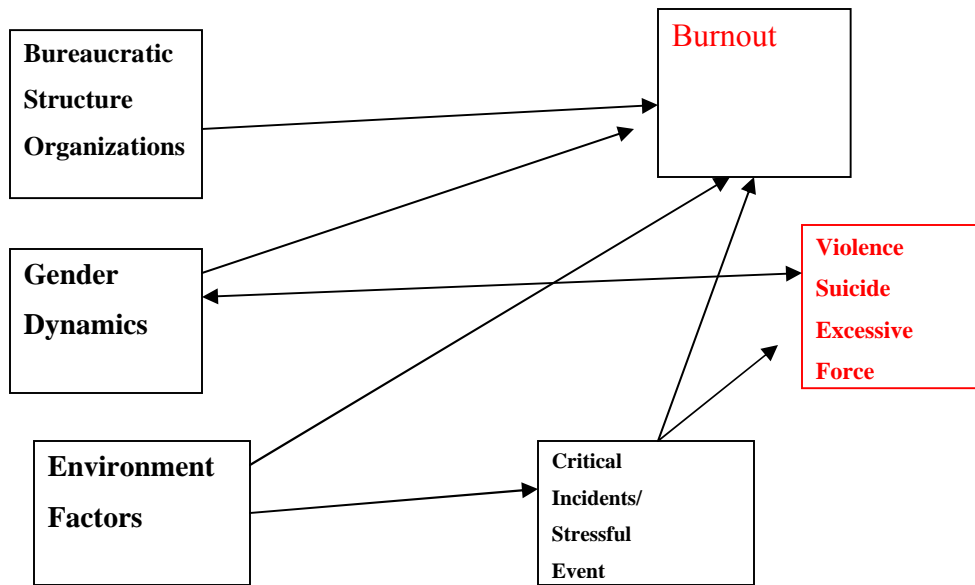 Bureaucratic
Structure
Organizations
Burnout
Gender
Dynamics
Violence
Suicide
Excessive
Force
Environment
Factors
Critical
Incidents/
Stressful
Event